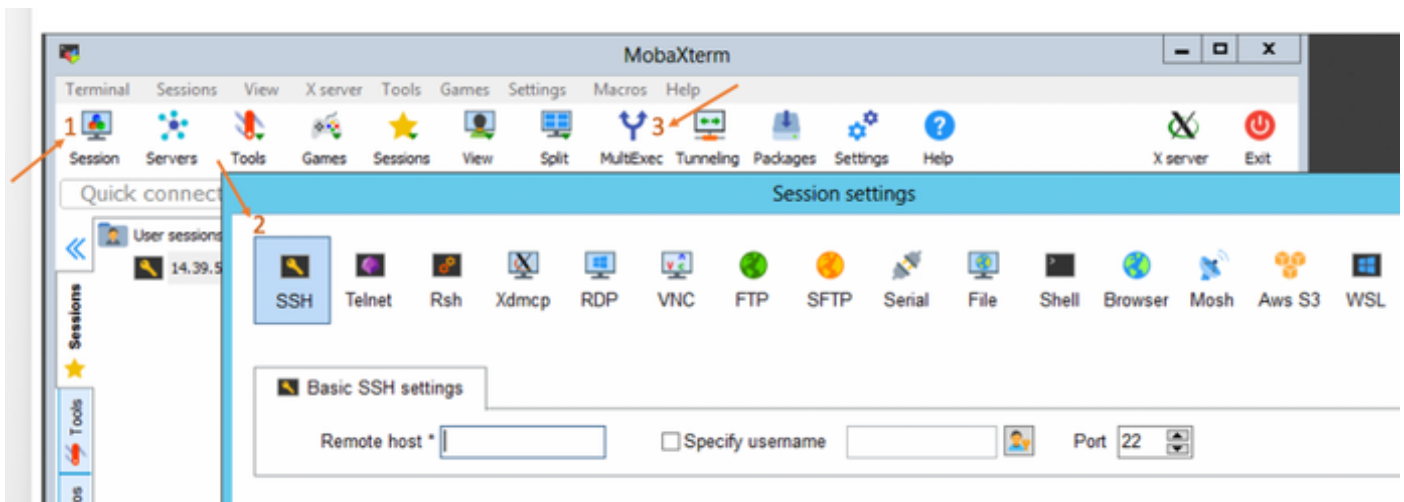 MobaXterm
Terminal Sessions View X server Tools Games Settings Macros Help
1 3
Session Servers Tools Games Sessions View Split MultiExec Tunneling Packages Settings Help X server Exit
Quick connect
Session settings
2
User sessions
14.39.5
SSH Telnet Rsh Xdmcp RDP VNC FTP SFTP Serial File Shell Browser Mosh Aws S3 WSL
Sessions
Basic SSH settings
Tools
Remote host * Specify username Port 22